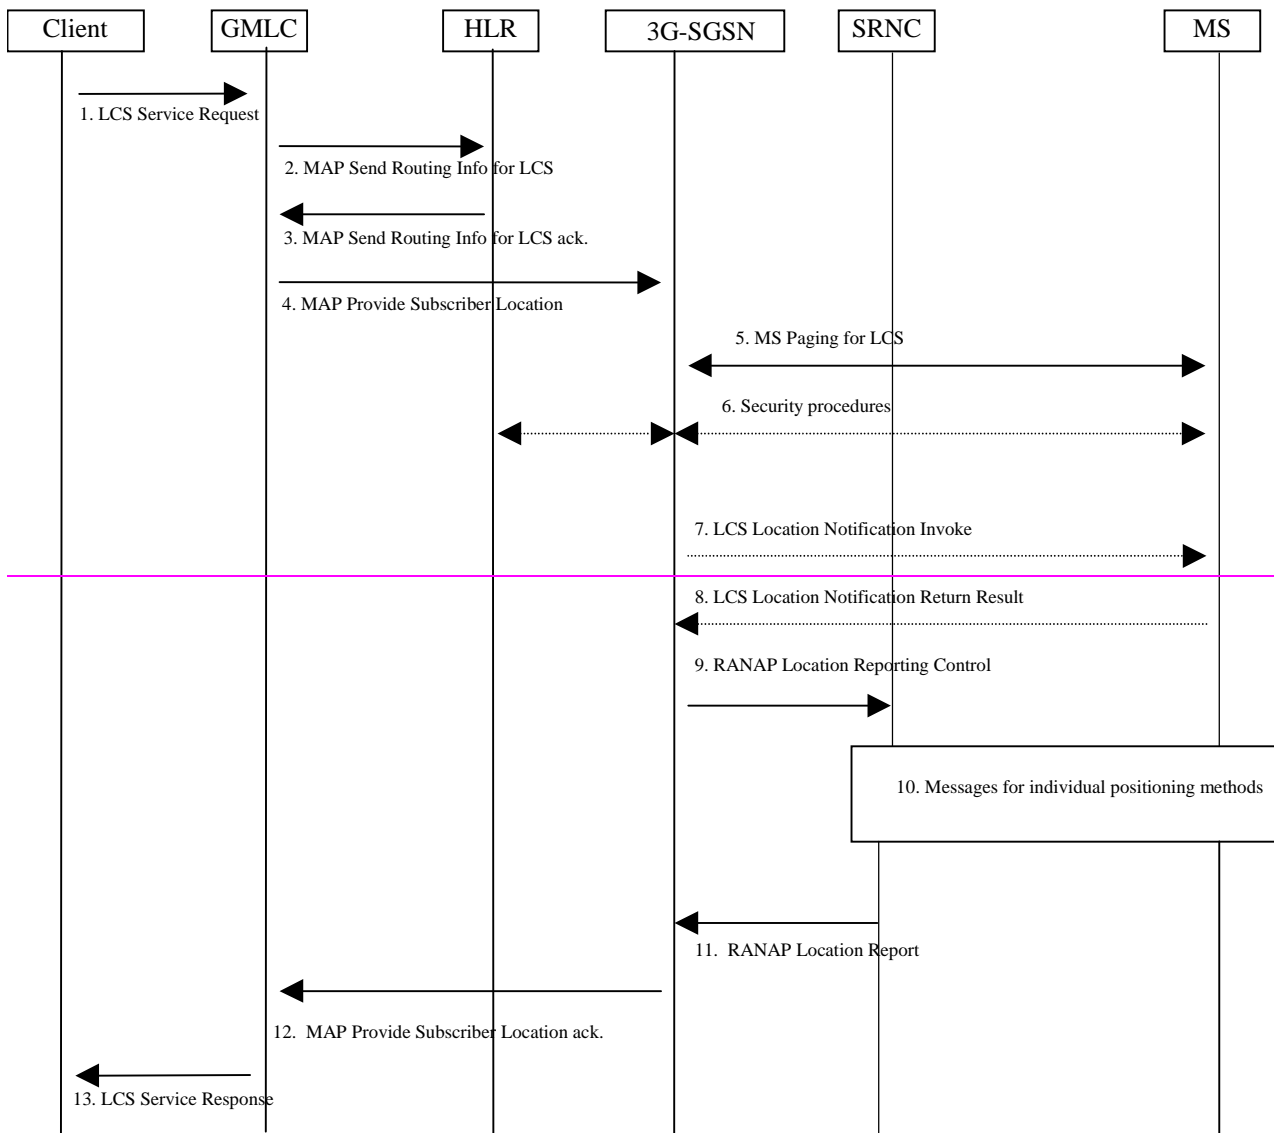 Client GMLC HLR 3G-SGSN SRNC MS
1. LCS Service Request
2. MAP Send Routing Info for LCS
3. MAP Send Routing Info for LCS ack.
4. MAP Provide Subscriber Location
5. MS Paging for LCS
6. Security procedures
7. LCS Location Notification Invoke
8. LCS Location Notification Return Result
9. RANAP Location Reporting Control
10. Messages for individual positioning methods
11. RANAP Location Report
12. MAP Provide Subscriber Location ack.
13. LCS Service Response